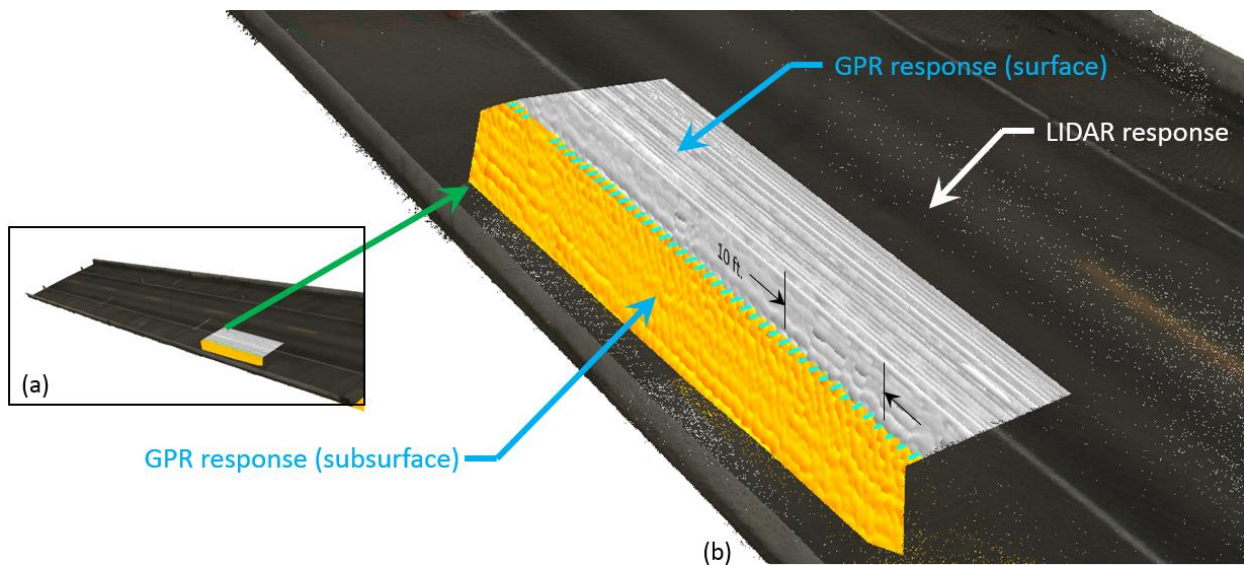 GPR response (surface)
LIDAR response
10 ft.
(a)
GPR response (subsurface)
(b)